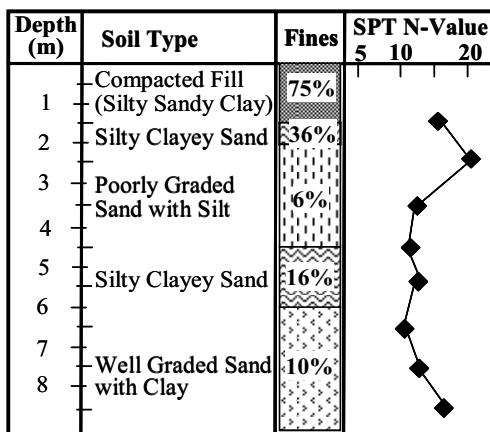 Depth (m) Soil Type Fines SPT N-Value
5 10 20
Compacted Fill
(Silty Sandy Clay) 75%
1
2 Silty Clayey Sand 36%
3 Poorly Graded
Sand with Silt 6%
4
5 Silty Clayey Sand 16%
6
7 Well Graded Sand
with Clay 10%
8